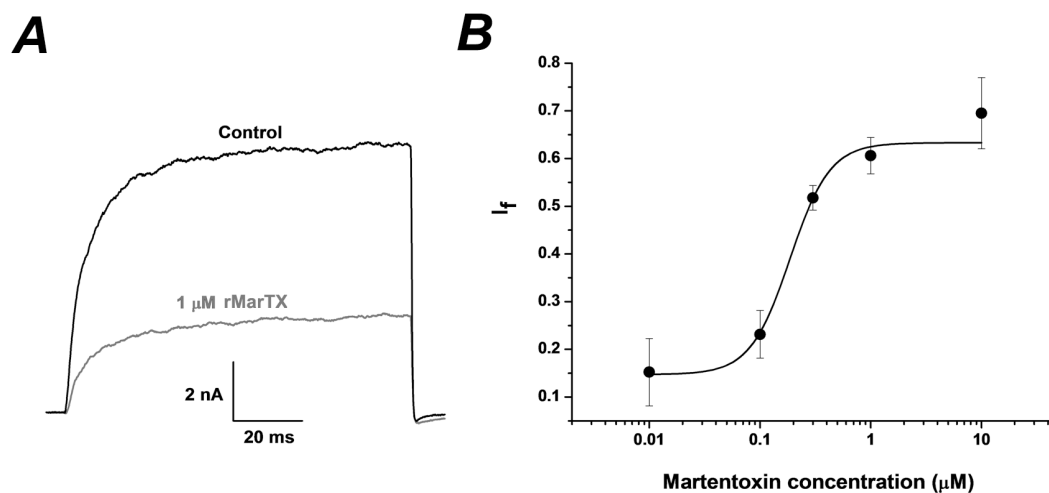 A
Control
1 μM rMarTX
2 nA
20 ms
B
0.8
0.7
0.6
0.5
0.4
0.3
0.2
0.1
If
0.01 0.1 1 10
Martentoxin concentration (μM)